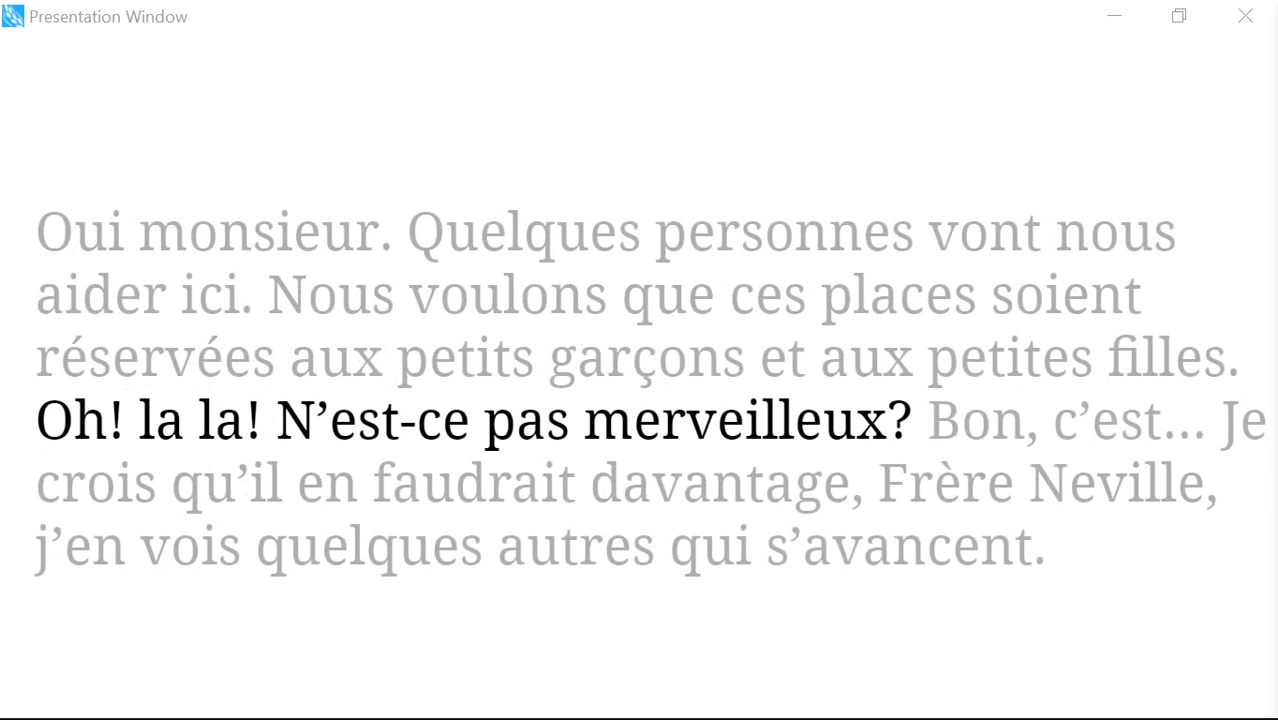 Presentation Window
Oui monsieur. Quelques personnes vont nous
aider ici. Nous voulons que ces places soient
réservées aux petits garçons et aux petites filles.
Oh! la la! N’est-ce pas merveilleux? Bon, c’est… Je
crois qu’il en faudrait davantage, Frère Neville,
j’en vois quelques autres qui s’avancent.